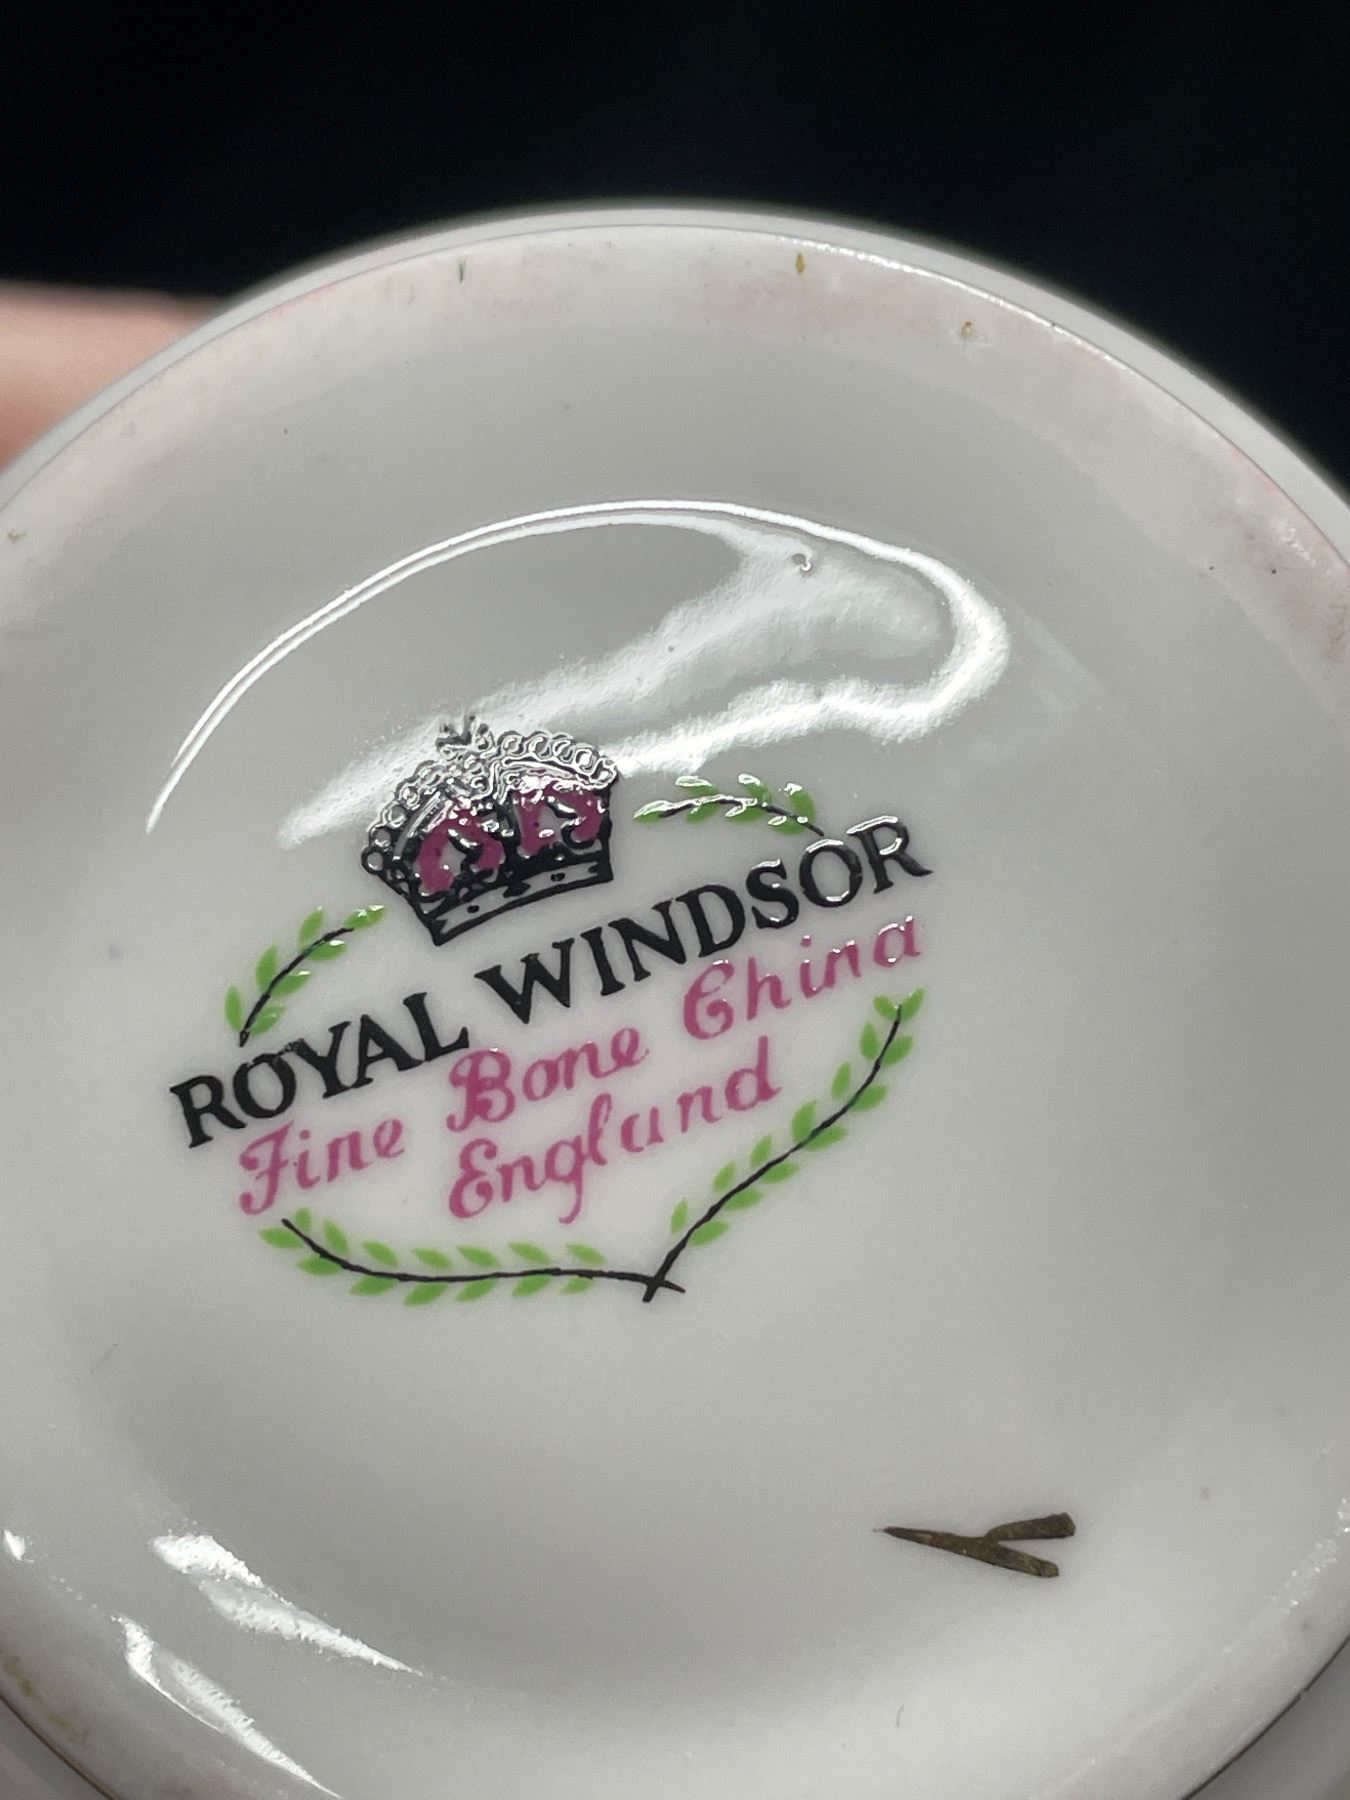 ROYAL WINDSOR
Fine Bone China
England